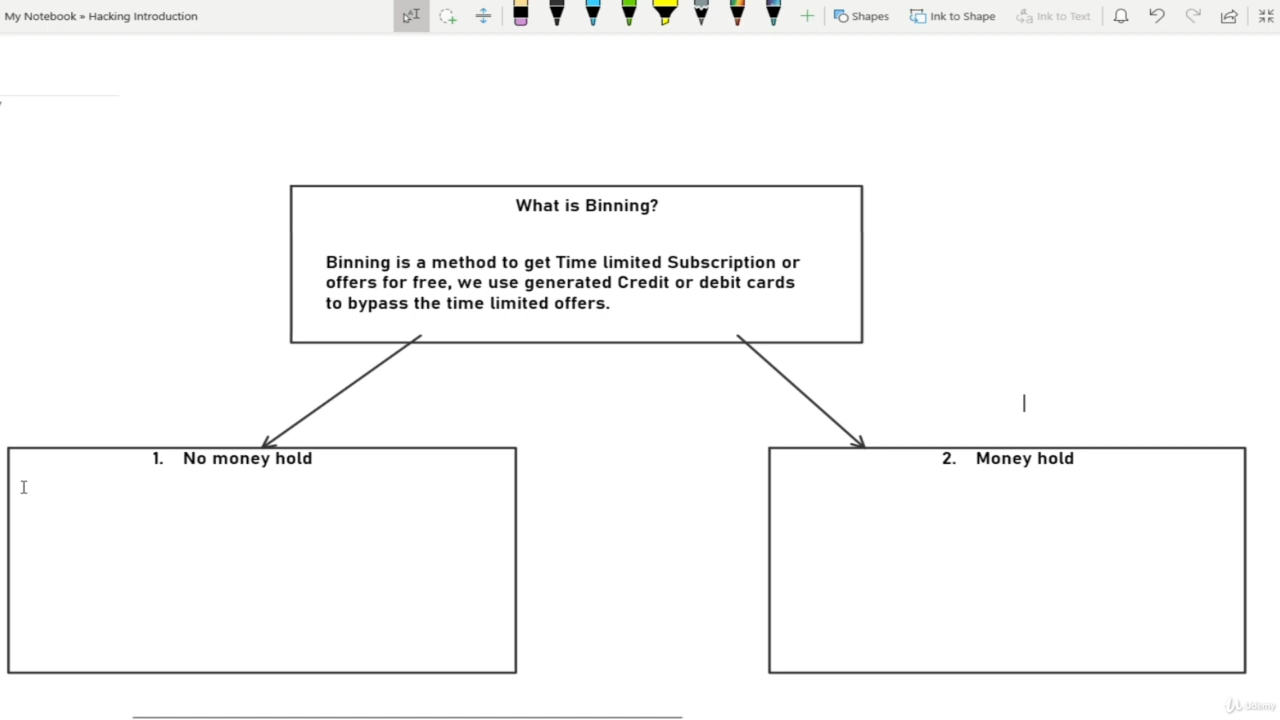 My Notebook » Hacking Introduction
Shapes
Ink to Shape
Ink to Text
What is Binning?
Binning is a method to get Time limited Subscription or
offers for free, we use generated Credit or debit cards
to bypass the time limited offers.
1. No money hold
2. Money hold
Udemy